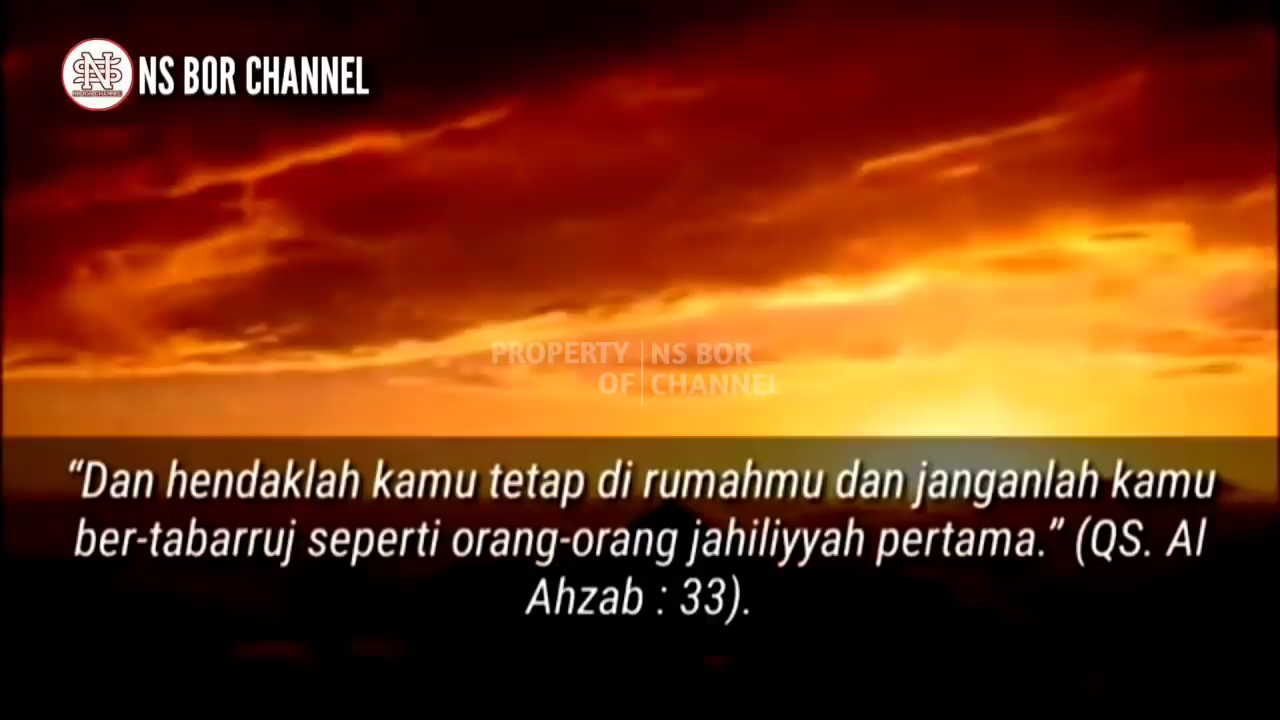 NS BOR CHANNEL
PROPERTY OF NS BOR CHANNEL
“Dan hendaklah kamu tetap di rumahmu dan janganlah kamu
ber-tabarruj seperti orang-orang jahiliyyah pertama.” (QS. Al
Ahzab : 33).